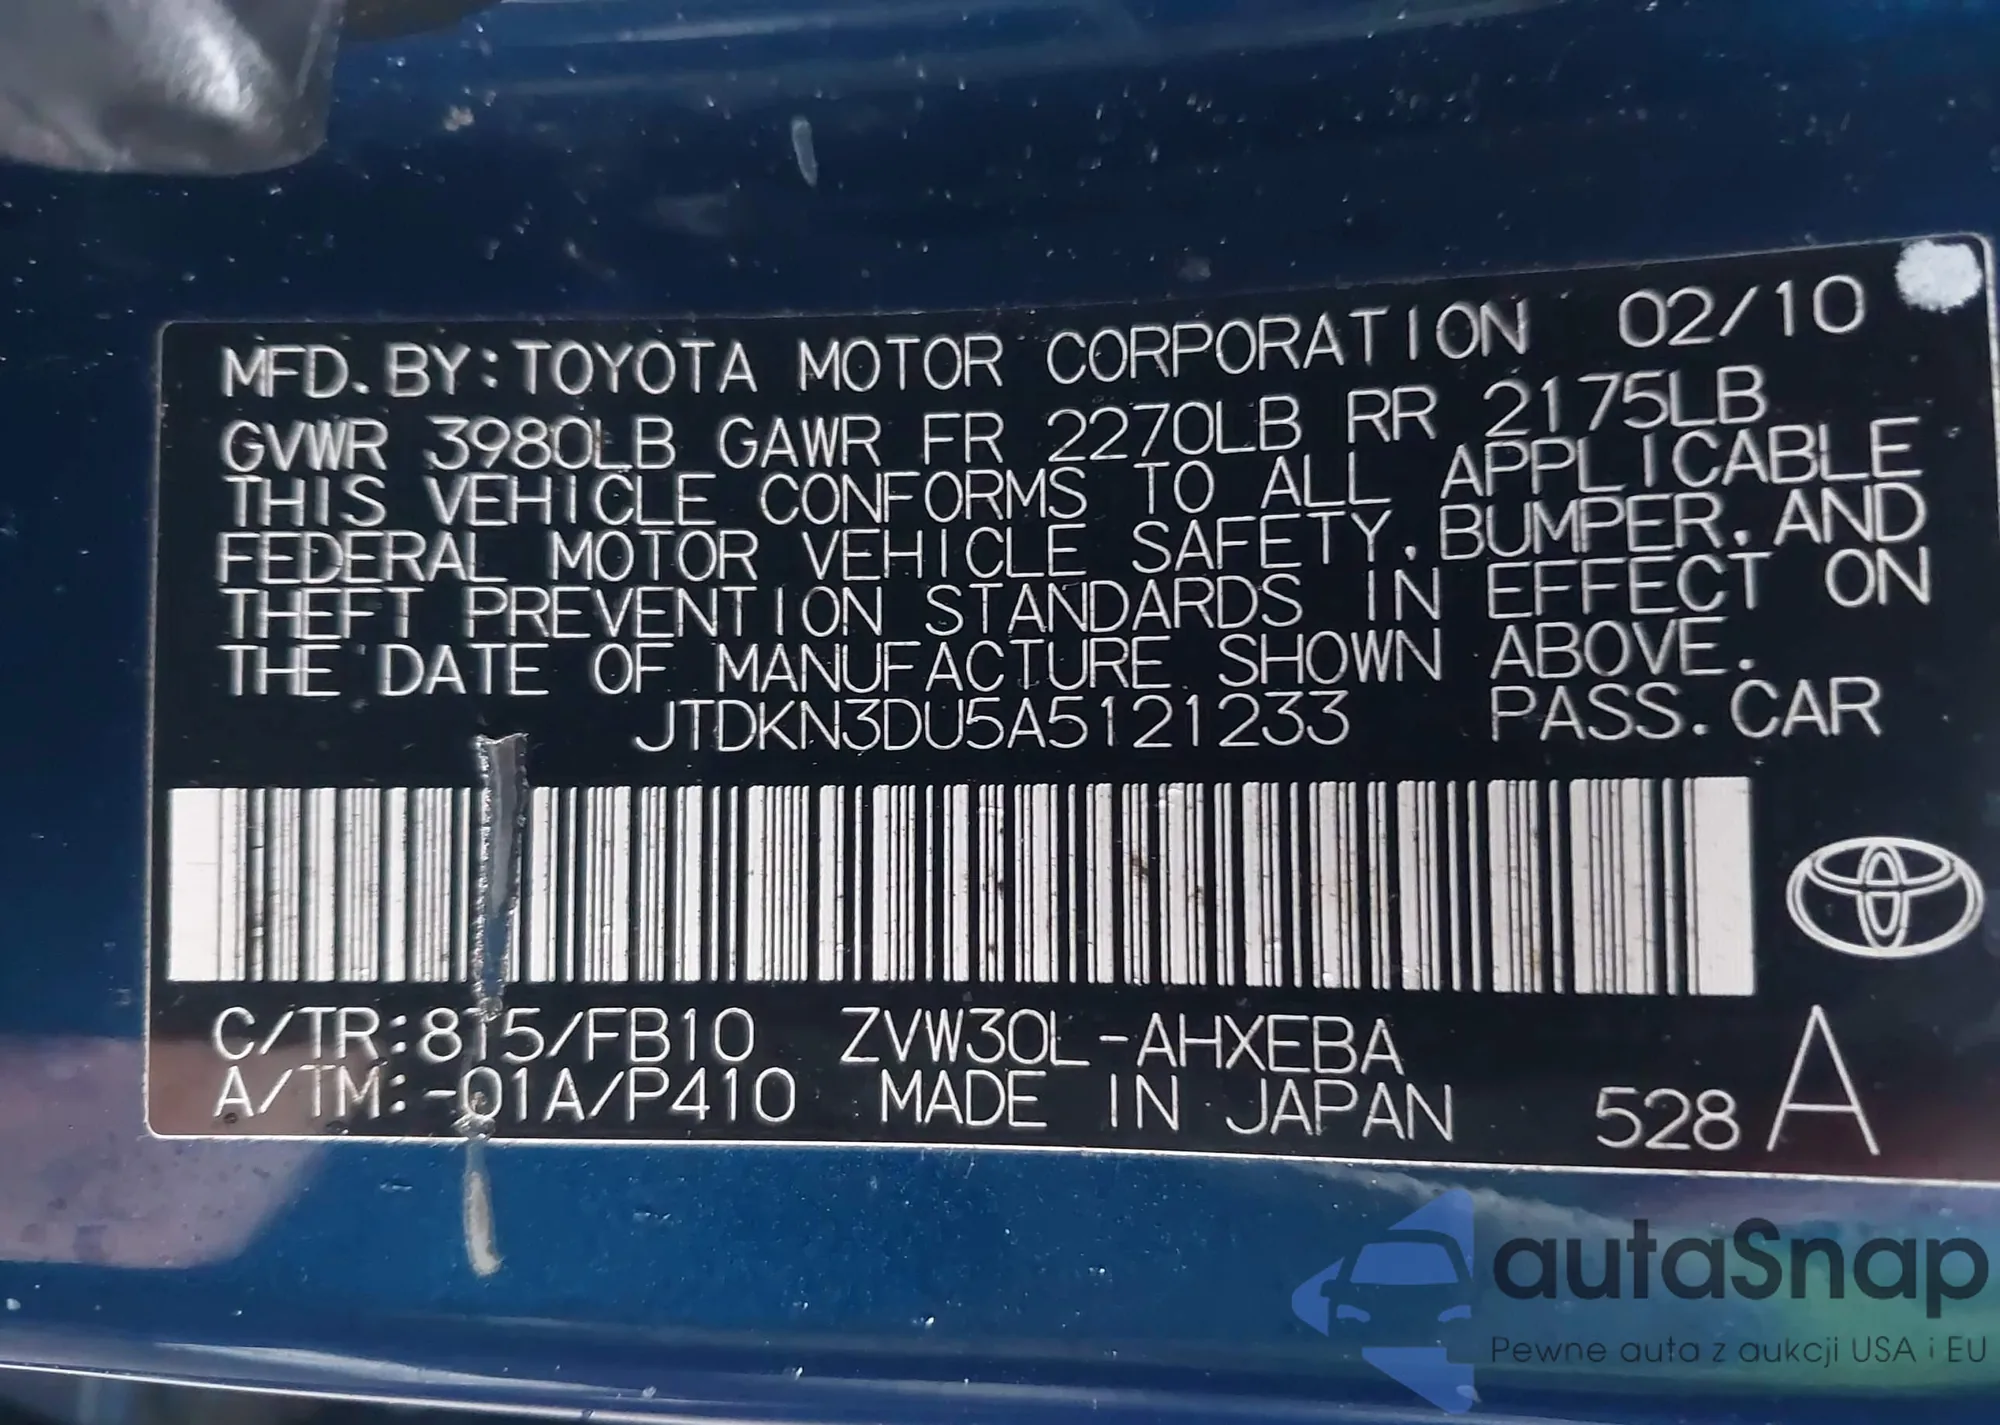 MFD. BY: TOYOTA MOTOR CORPORATION 02/10
GVWR 3980LB GAWR FR 2270LB RR 2175LB
THIS VEHICLE CONFORMS TO ALL APPLICABLE
FEDERAL MOTOR VEHICLE SAFETY, BUMPER, AND
THEFT PREVENTION STANDARDS IN EFFECT ON
THE DATE OF MANUFACTURE SHOWN ABOVE.
JTDKN3DU5A5121233 PASS. CAR
C/TR: 8T5/FB10 ZVW30L-AHXEBA
A/TM: -01A/P410 MADE IN JAPAN 528 A
autaSnap
Pewne auta z aukcji USA i EU